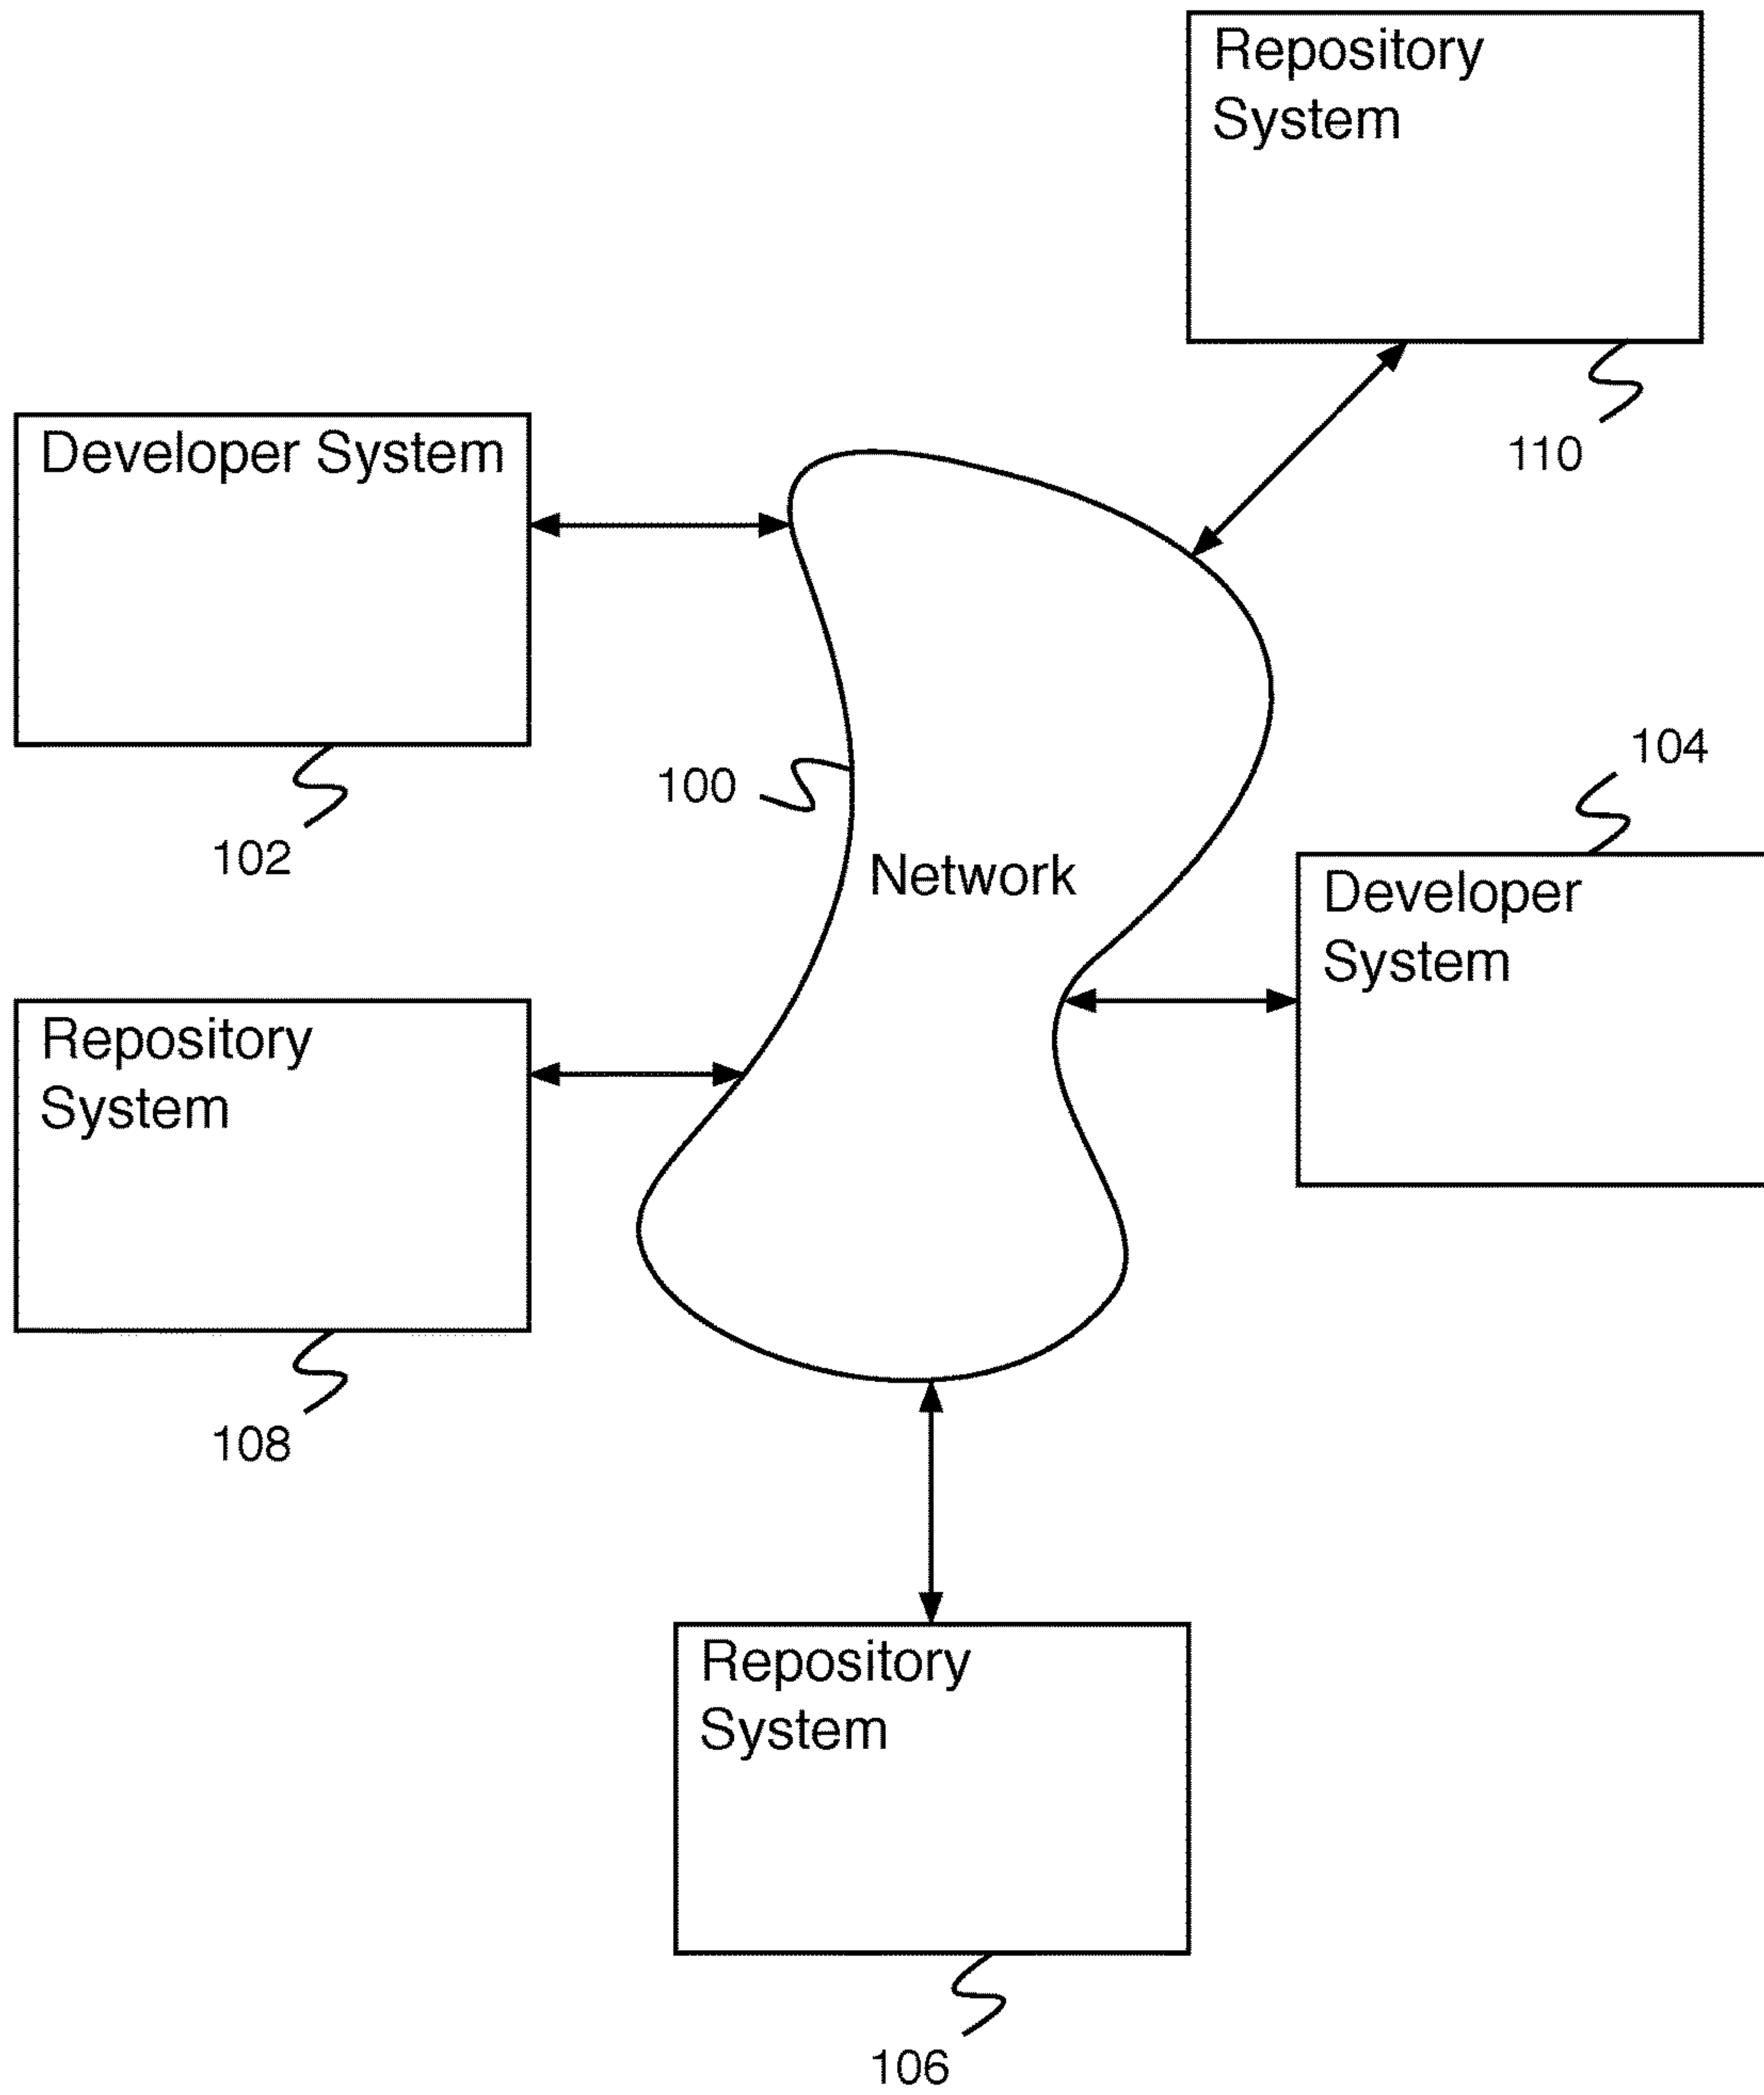 Repository
System
110
Developer System
102
100
104
Network
Developer
System
Repository
System
108
Repository
System
106